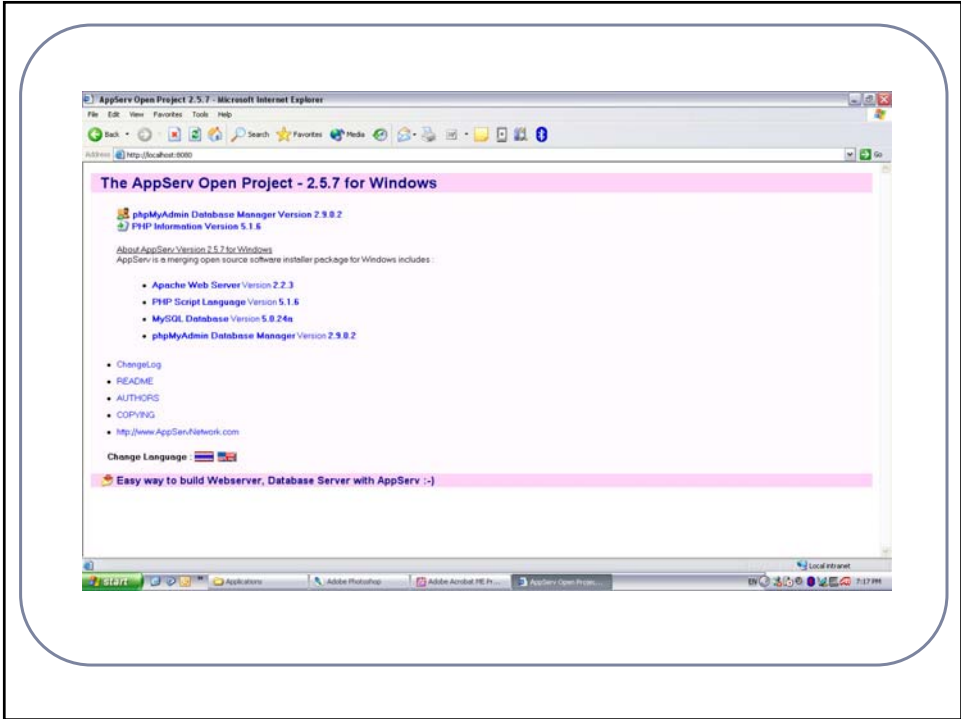 AppServ Open Project 2.5.7 - Microsoft Internet Explorer
File Edit View Favorites Tools Help
Back Search Favorites Media
Address http://localhost:8080 Go
The AppServ Open Project - 2.5.7 for Windows
phpMyAdmin Database Manager Version 2.9.0.2
PHP Information Version 5.1.6
About AppServ Version 2.5.7 for Windows
AppServ is a merging open source software installer package for Windows includes :
• Apache Web Server Version 2.2.3
• PHP Script Language Version 5.1.6
• MySQL Database Version 5.0.24a
• phpMyAdmin Database Manager Version 2.9.0.2
• ChangeLog
• README
• AUTHORS
• COPYING
• http://www.AppServNetwork.com
Change Language :
Easy way to build Webserver, Database Server with AppServ :-)
Local intranet
start Applications Adobe Photoshop Adobe Acrobat ME Pr... AppServ Open Projec... EN 7:17 PM